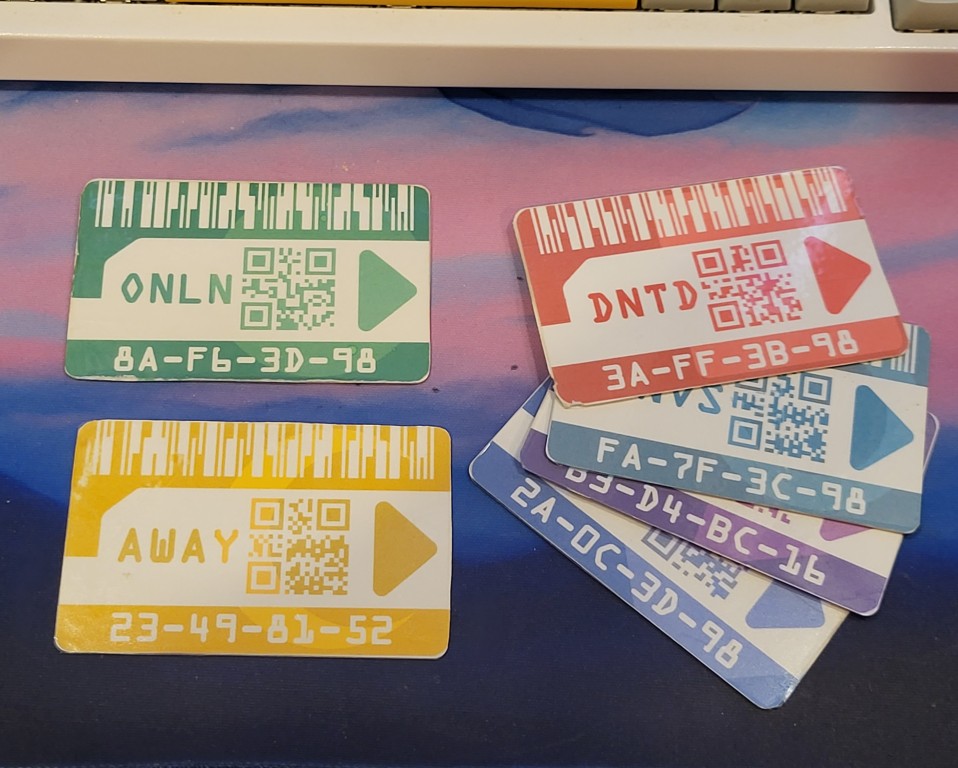 ONLN
8A-F6-3D-98
AWAY
23-49-81-52
DNTD
3A-FF-3B-98
FA-7F-3C-98
B3-D4-BC-16
2A-0C-3D-98